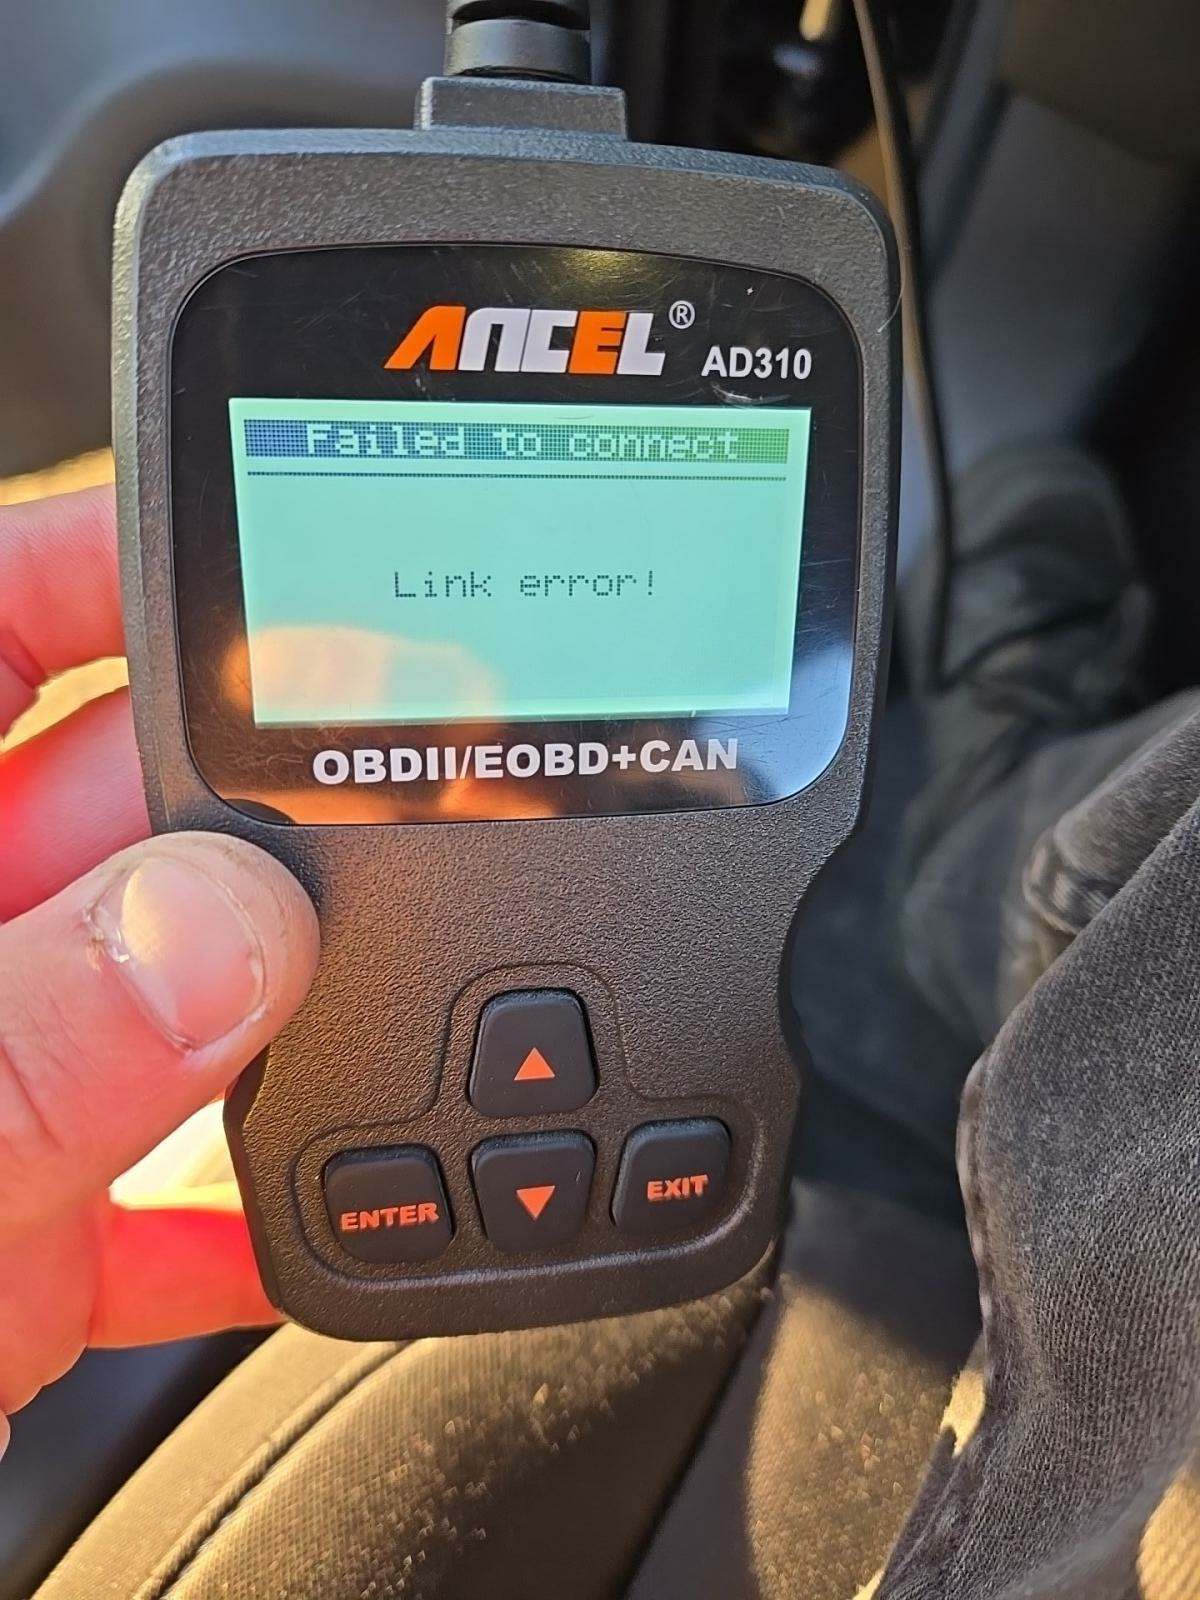 ANCEL® AD310
Failed to connect
Link error!
OBDII/EOBD+CAN
▲
ENTER ▼ EXIT